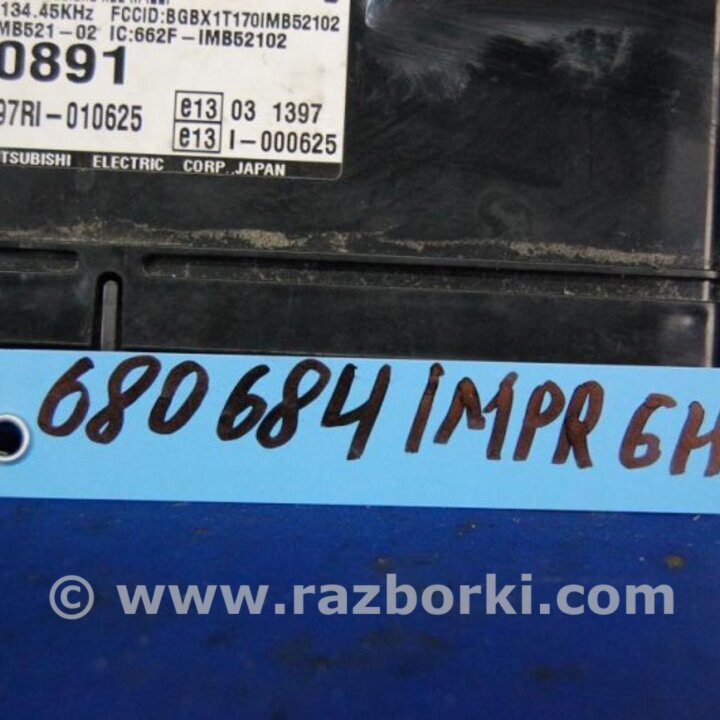 134.45KHz FCCID:BGBX1T170IMB52102
MB521-02 IC:662F-IMB52102
0891
97RI-010625 e13 03 1397
e13 I-000625
TSUBISHI ELECTRIC CORP. JAPAN
680684 IMPR GH
© www.razborki.com